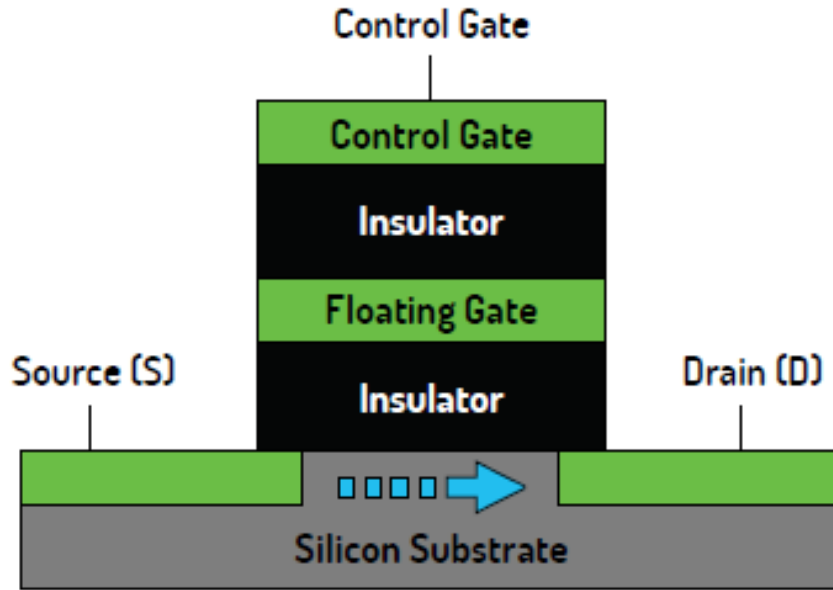 Control Gate
Control Gate
Insulator
Floating Gate
Source (S)
Drain (D)
Insulator
Silicon Substrate